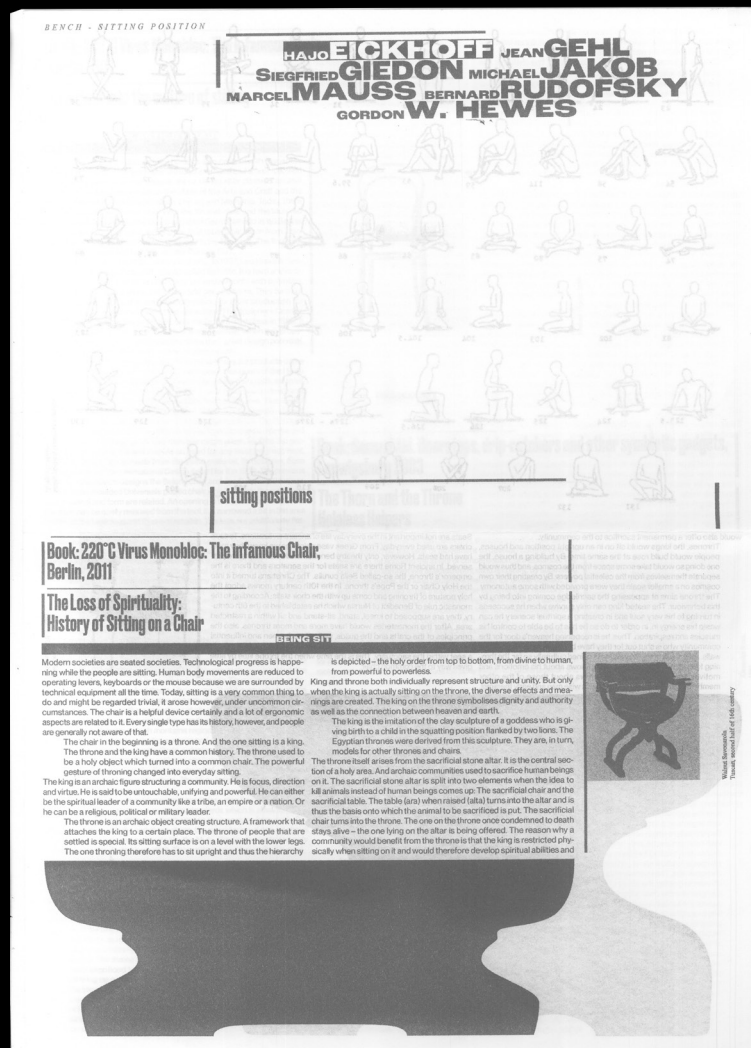 BENCH - SITTING POSITION
HAJO EICKHOFF JEAN GEHL
SIEGFRIED GIEDON MICHAEL JAKOB
MARCEL MAUSS BERNARD RUDOFSKY
GORDON W. HEWES
sitting positions
Book: 220°C Virus Monobloc: The infamous Chair,
Berlin, 2011
The Loss of Spirituality:
History of Sitting on a Chair
BEING SIT
Modern societies are seated societies. Technological progress is happe-
ning while the people are sitting. Human body movements are reduced to
operating levers, keyboards or the mouse because we are surrounded by
technical equipment all the time. Today, sitting is a very common thing to
do and might be regarded trivial, it arose however, under uncommon cir-
cumstances. The chair is a helpful device certainly and a lot of ergonomic
aspects are related to it. Every single type has its history, however, and people
are generally not aware of that.
The chair in the beginning is a throne. And the one sitting is a king.
The throne and the king have a common history. The throne used to
be a holy object which turned into a common chair. The powerful
gesture of throning changed into everyday sitting.
The king is an archaic figure structuring a community. He is focus, direction
and virtue. He is said to be untouchable, unifying and powerful. He can either
be the spiritual leader of a community like a tribe, an empire or a nation. Or
he can be a religious, political or military leader.
The throne is an archaic object creating structure. A framework that
attaches the king to a certain place. The throne of people that are
settled is special. Its sitting surface is on a level with the lower legs.
The one throning therefore has to sit upright and thus the hierarchy
is depicted – the holy order from top to bottom, from divine to human,
from powerful to powerless.
King and throne both individually represent structure and unity. But only
when the king is actually sitting on the throne, the diverse effects and mea-
nings are created. The king on the throne symbolises dignity and authority
as well as the connection between heaven and earth.
The king is the imitation of the clay sculpture of a goddess who is gi-
ving birth to a child in the squatting position flanked by two lions. The
Egyptian thrones were derived from this sculpture. They are, in turn,
models for other thrones and chairs.
The throne itself arises from the sacrificial stone altar. It is the central sec-
tion of a holy area. And archaic communities used to sacrifice human beings
on it. The sacrificial stone altar is split into two elements when the idea to
kill animals instead of human beings comes up: The sacrificial chair and the
sacrificial table. The table (ara) when raised (alta) turns into the altar and is
thus the basis onto which the animal to be sacrificed is put. The sacrificial
chair turns into the throne. The one on the throne once condemned to death
stays alive – the one lying on the altar is being offered. The reason why a
community would benefit from the throne is that the king is restricted phy-
sically when sitting on it and would therefore develop spiritual abilities and
Walnut Savonarola
Tuscan, second half of 16th century